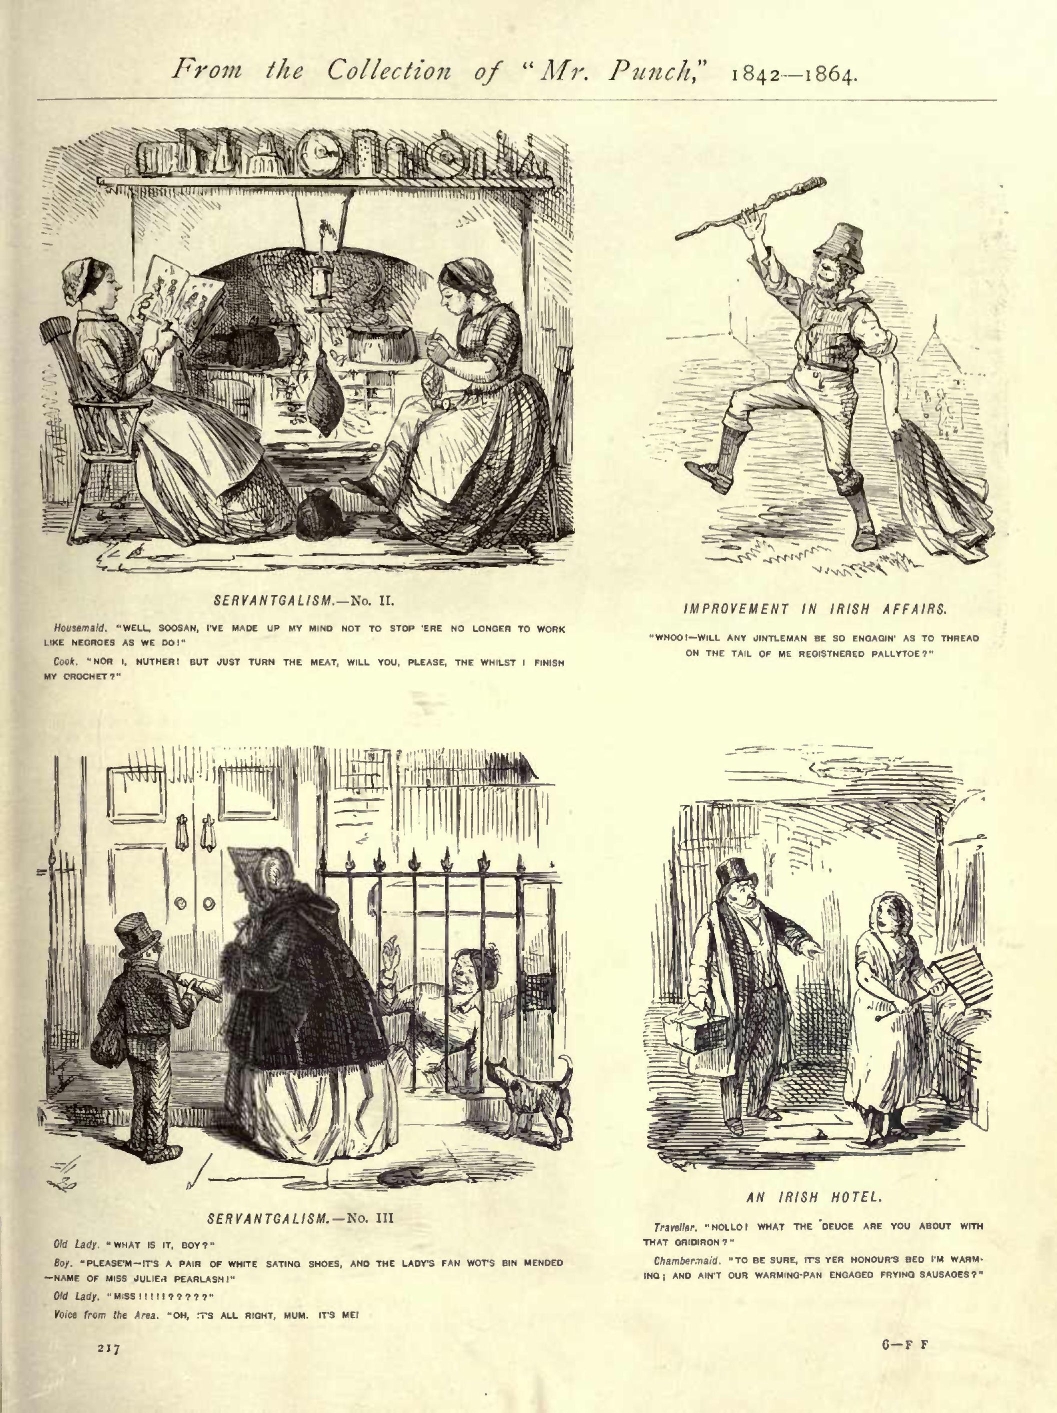 From the Collection of "Mr. Punch," 1842—1864.
SERVANTGALISM.—No. II.
Housemaid. "WELL, SOOSAN, I'VE MADE UP MY MIND NOT TO STOP 'ERE NO LONGER TO WORK
LIKE NEGROES AS WE DO!"
Cook. "NOR I, NUTHER! BUT JUST TURN THE MEAT, WILL YOU, PLEASE, THE WHILST I FINISH
MY CROCHET?"
IMPROVEMENT IN IRISH AFFAIRS.
"WHOO!—WILL ANY JINTLEMAN BE SO ENGAGIN' AS TO THREAD
ON THE TAIL OF ME REGISTHERED PALLYTOE?"
SERVANTGALISM.—No. III
Old Lady. "WHAT IS IT, BOY?"
Boy. "PLEASE'M—IT'S A PAIR OF WHITE SATING SHOES, AND THE LADY'S FAN WOT'S BIN MENDED
—NAME OF MISS JULIER PEARLASH!"
Old Lady. "MISS!!!!!?????"
Voice from the Area. "OH, IT'S ALL RIGHT, MUM. IT'S ME!
AN IRISH HOTEL.
Traveller. "HOLLO! WHAT THE DEUCE ARE YOU ABOUT WITH
THAT GRIDIRON?"
Chambermaid. "TO BE SURE, IT'S YER HONOUR'S BED I'M WARM-
ING; AND AIN'T OUR WARMING-PAN ENGAGED FRYING SAUSAGES?"
217
G—F F